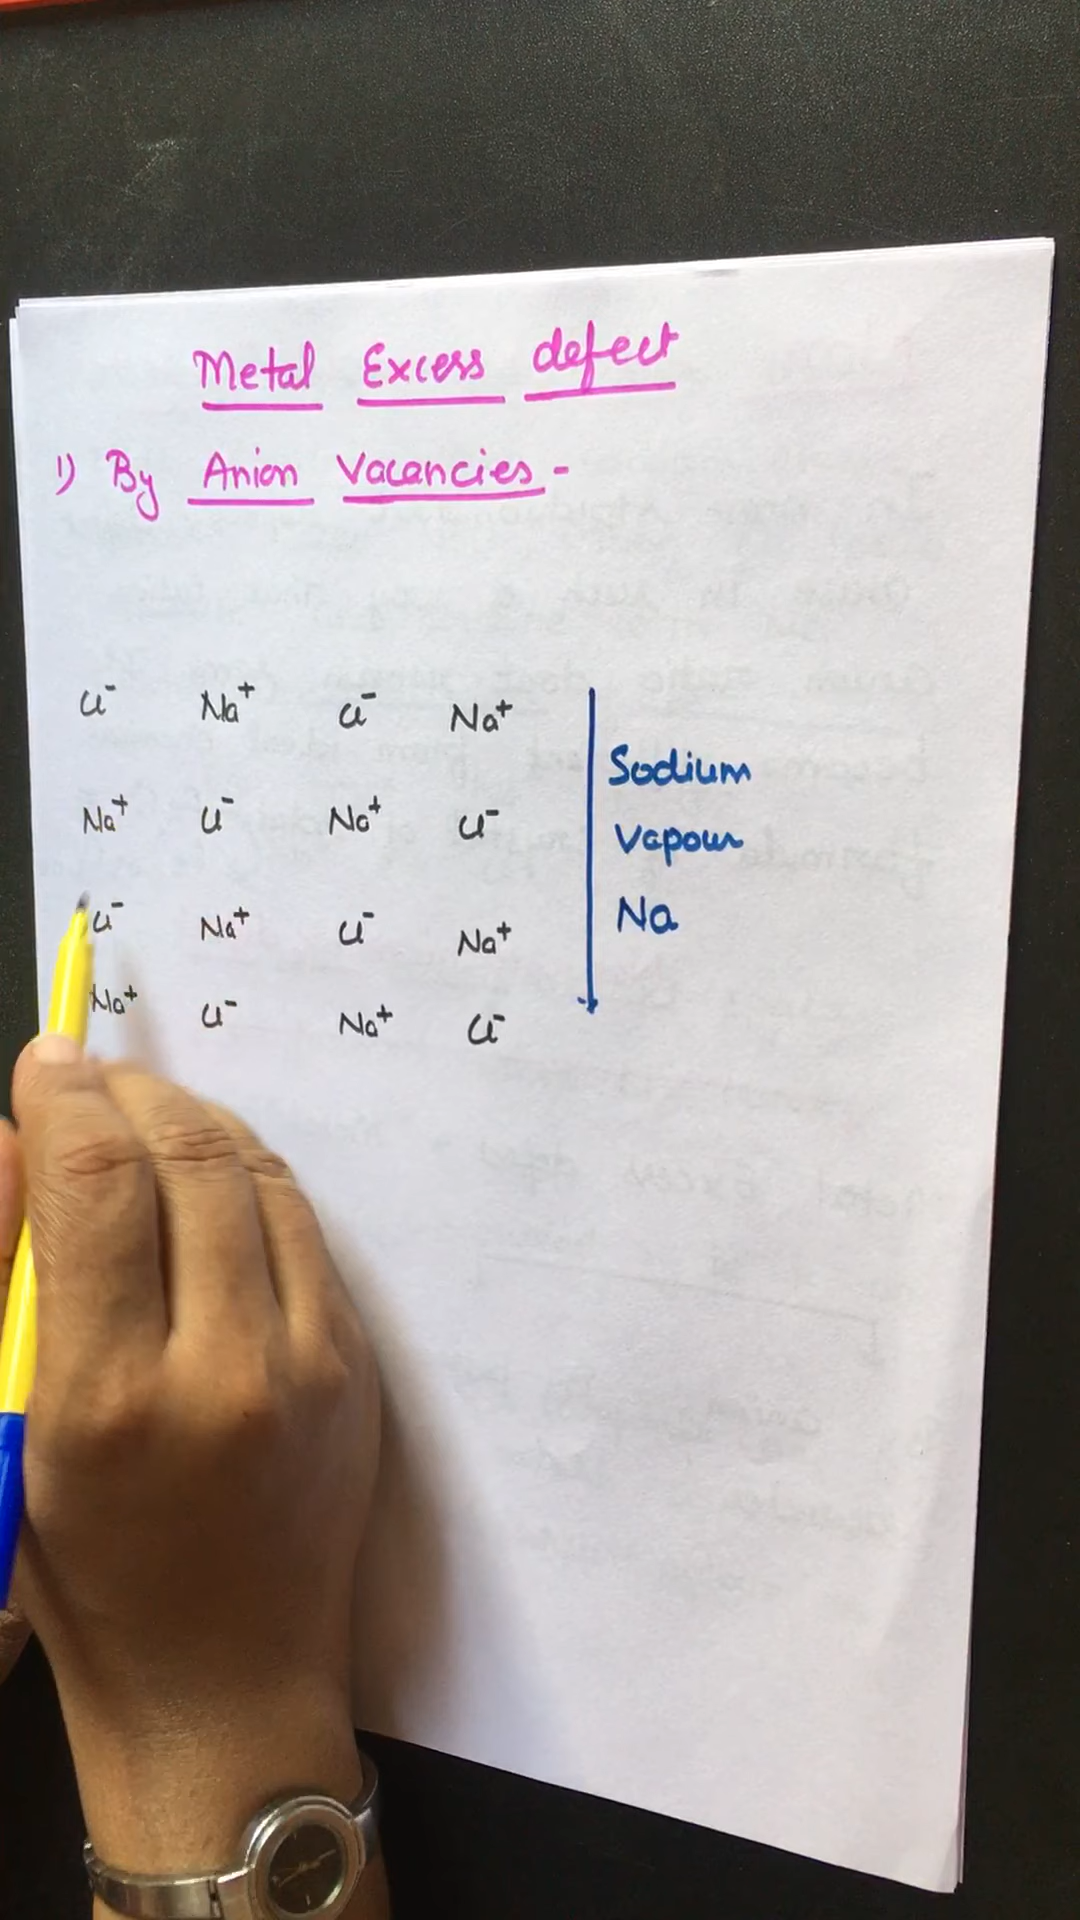 Metal Excess defect
1) By Anion Vacancies -
Cl⁻ Na⁺ Cl⁻ Na⁺
Na⁺ Cl⁻ Na⁺ Cl⁻
Cl⁻ Na⁺ Cl⁻ Na⁺
Na⁺ Cl⁻ Na⁺ Cl⁻
Sodium
Vapour
Na